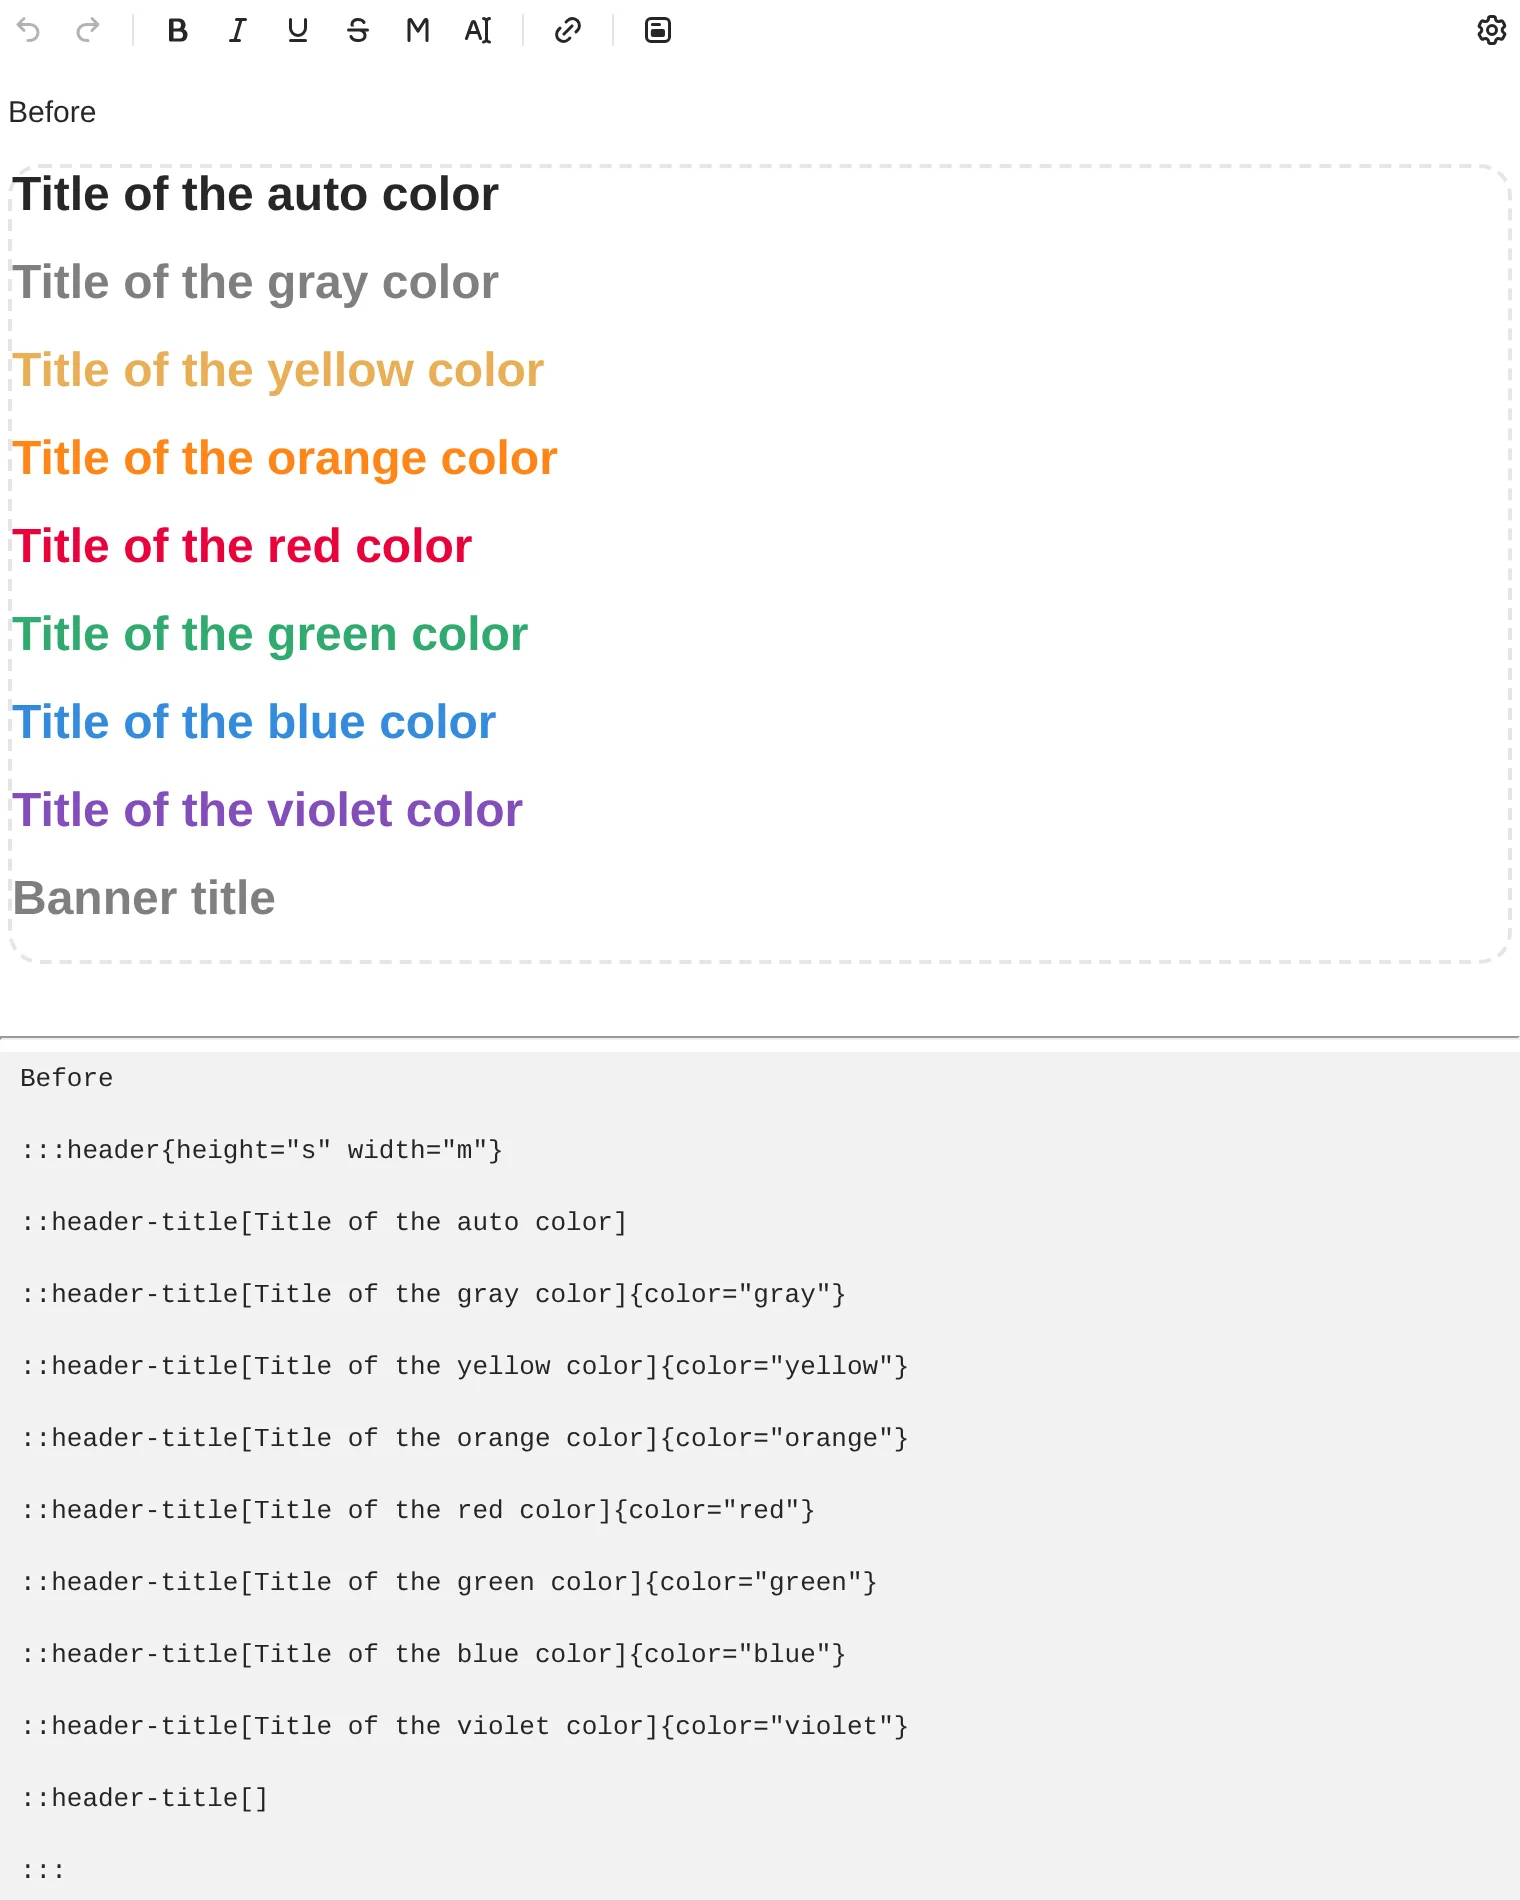 Before
Title of the auto color
Title of the gray color
Title of the yellow color
Title of the orange color
Title of the red color
Title of the green color
Title of the blue color
Title of the violet color
Banner title
Before
:::header{height="s" width="m"}
::header-title[Title of the auto color]
::header-title[Title of the gray color]{color="gray"}
::header-title[Title of the yellow color]{color="yellow"}
::header-title[Title of the orange color]{color="orange"}
::header-title[Title of the red color]{color="red"}
::header-title[Title of the green color]{color="green"}
::header-title[Title of the blue color]{color="blue"}
::header-title[Title of the violet color]{color="violet"}
::header-title[]
:::